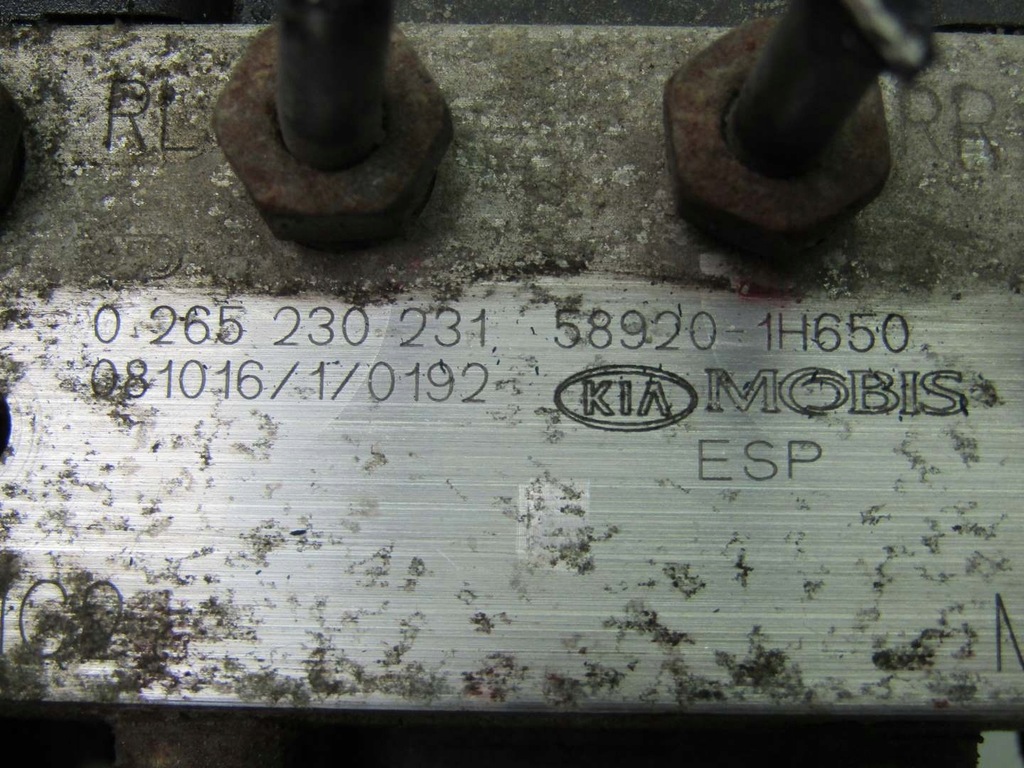 RL RR
0 265 230 231 58920-1H650
081016/1/0192 KIA MOBIS
ESP